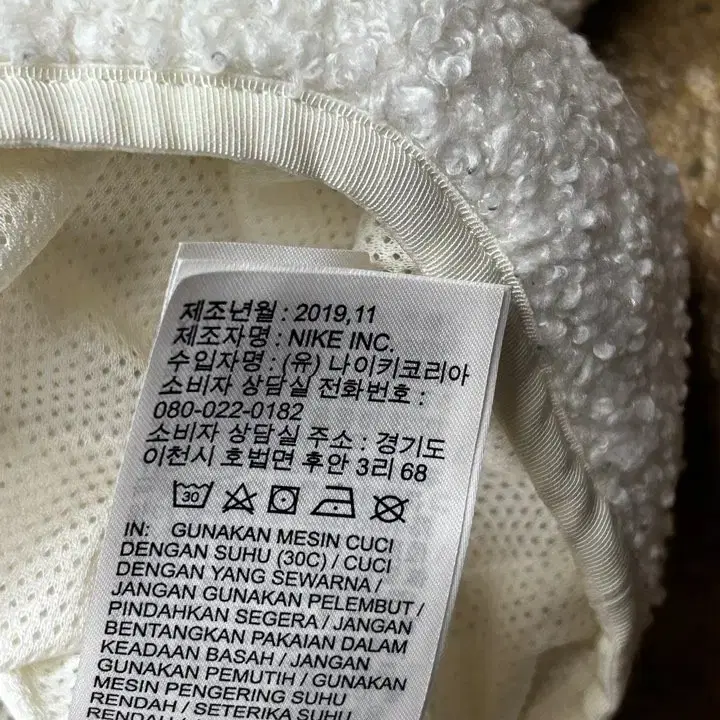 제조년월 : 2019,11
제조자명 : NIKE INC.
수입자명 : (유) 나이키코리아
소비자 상담실 전화번호 :
080-022-0182
소비자 상담실 주소 : 경기도
이천시 호법면 후안 3리 68
30
IN: GUNAKAN MESIN CUCI
DENGAN SUHU (30C) / CUCI
DENGAN YANG SEWARNA /
JANGAN GUNAKAN PELEMBUT /
PINDAHKAN SEGERA / JANGAN
BENTANGKAN PAKAIAN DALAM
KEADAAN BASAH / JANGAN
GUNAKAN PEMUTIH / GUNAKAN
MESIN PENGERING SUHU
RENDAH / SETERIKA SUHU